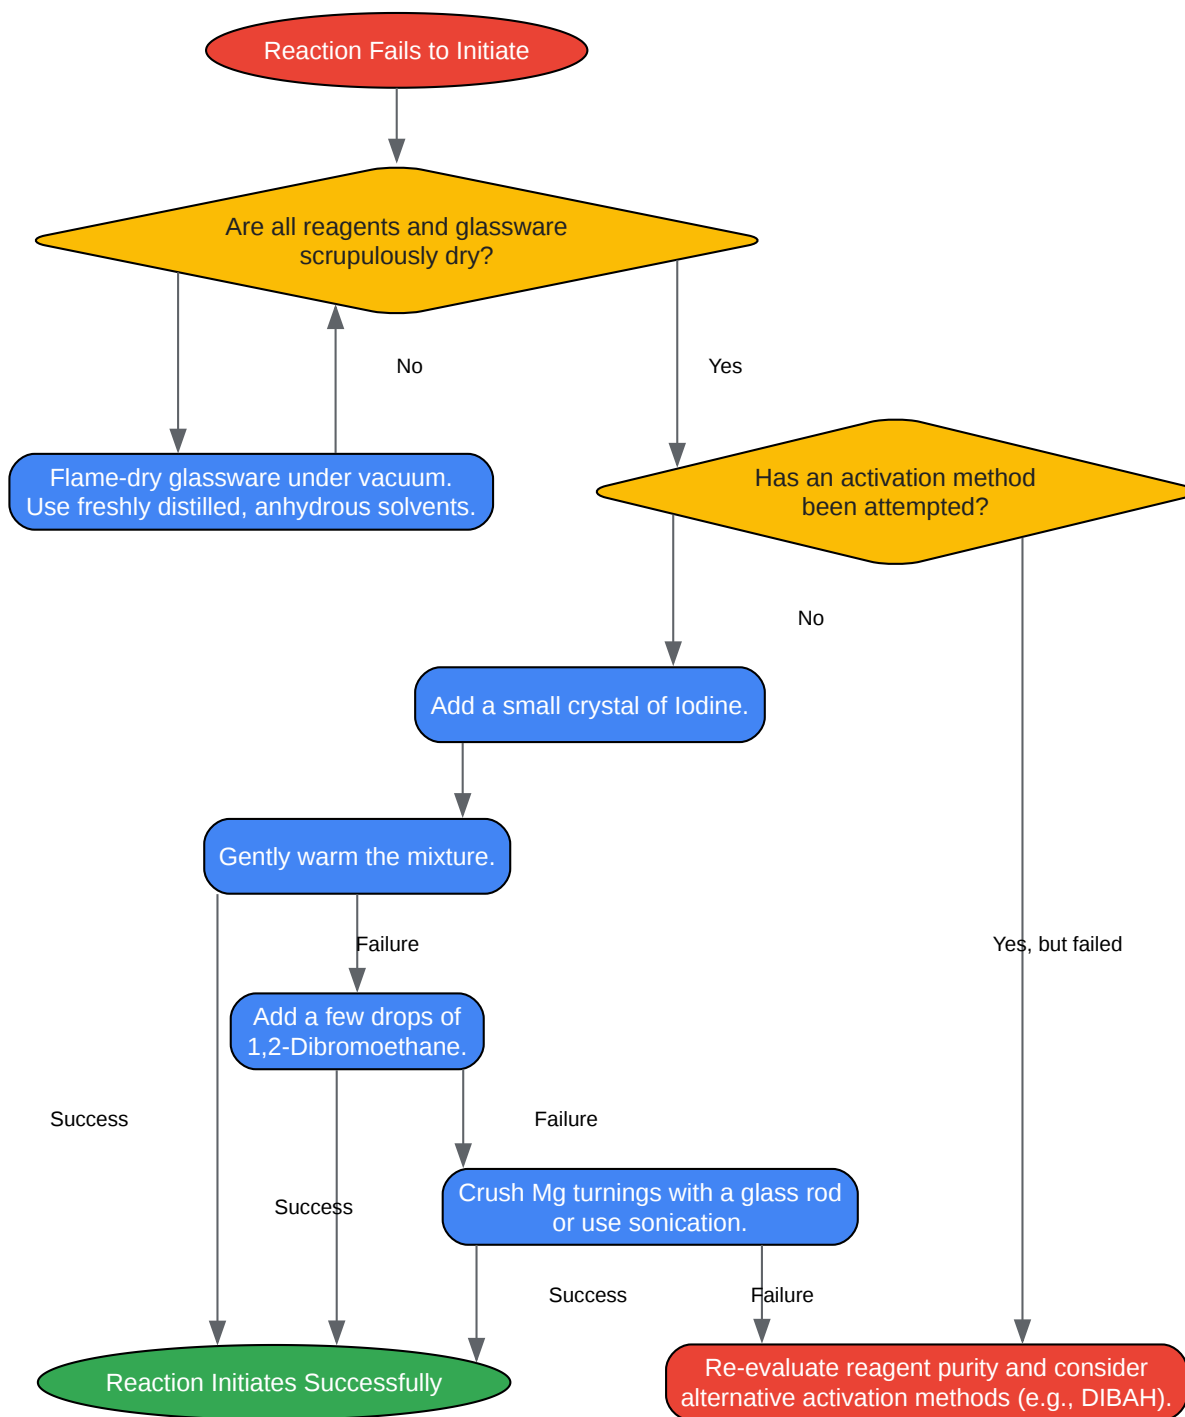 Reaction Fails to Initiate
Are all reagents and glassware
scrupulously dry?
No
Yes
Flame-dry glassware under vacuum.
Use freshly distilled, anhydrous solvents.
Has an activation method
been attempted?
No
Add a small crystal of Iodine.
Gently warm the mixture.
Failure
Yes, but failed
Add a few drops of
1,2-Dibromoethane.
Success
Failure
Crush Mg turnings with a glass rod
or use sonication.
Success
Success
Failure
Reaction Initiates Successfully
Re-evaluate reagent purity and consider
alternative activation methods (e.g., DIBAH).